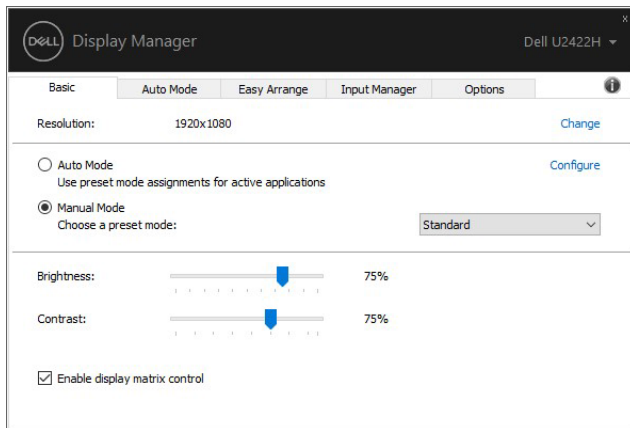 DELL Display Manager
Dell U2422H
x
Basic Auto Mode Easy Arrange Input Manager Options i
Resolution: 1920x1080 Change
Auto Mode Configure
Use preset mode assignments for active applications
Manual Mode
Choose a preset mode: Standard
Brightness: 75%
Contrast: 75%
Enable display matrix control